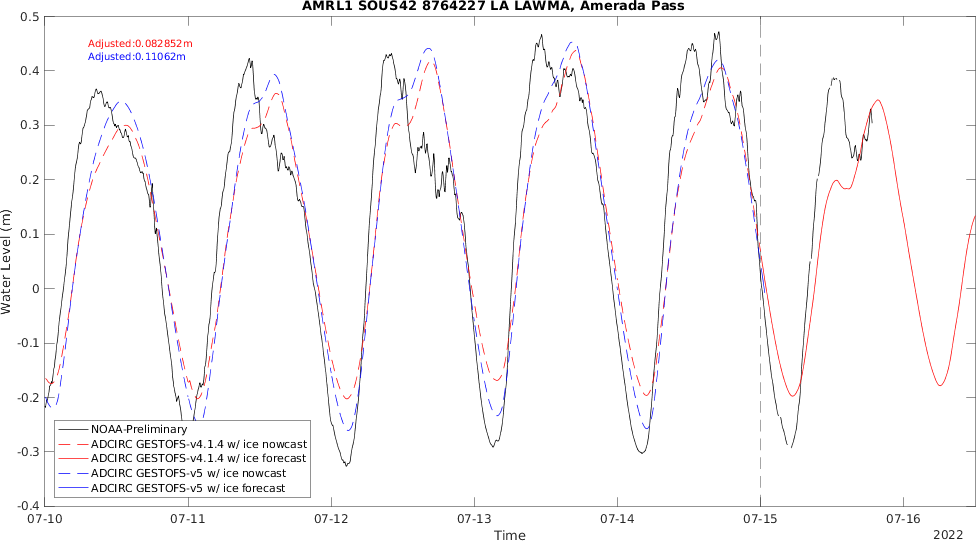 AMRL1 SOUS42 8764227 LA LAWMA, Amerada Pass
0.5
Adjusted:0.082852m
Adjusted:0.11062m
0.4
0.3
0.2
0.1
0
-0.1
-0.2
-0.3
-0.4
Water Level (m)
NOAA-Preliminary
ADCIRC GESTOFS-v4.1.4 w/ ice nowcast
ADCIRC GESTOFS-v4.1.4 w/ ice forecast
ADCIRC GESTOFS-v5 w/ ice nowcast
ADCIRC GESTOFS-v5 w/ ice forecast
07-10 07-11 07-12 07-13 07-14 07-15 07-16
Time
2022